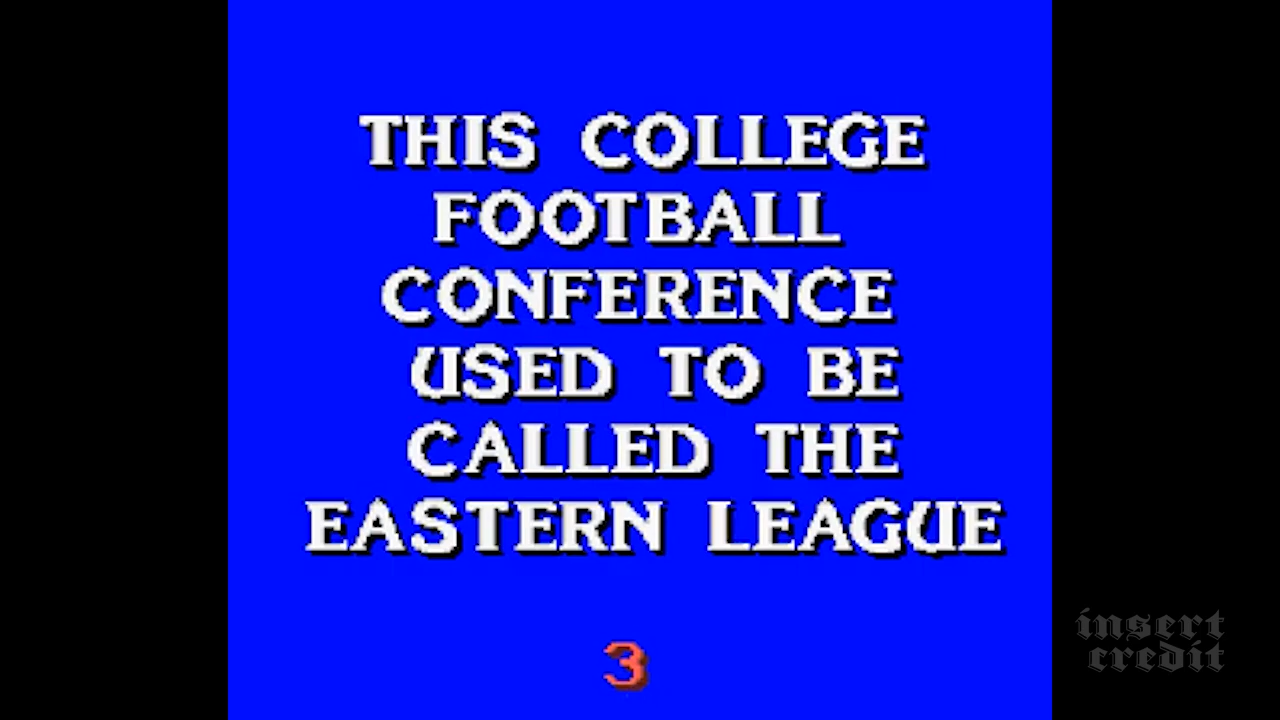 THIS COLLEGE
FOOTBALL
CONFERENCE
USED TO BE
CALLED THE
EASTERN LEAGUE
3
insert
credit